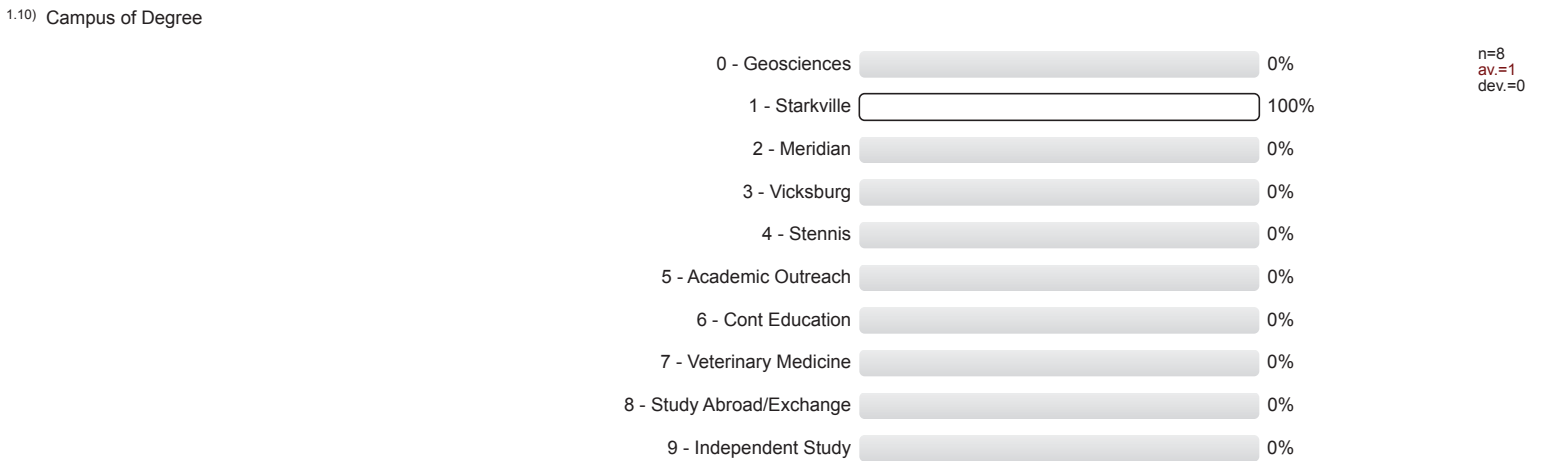 1.10) Campus of Degree
0 - Geosciences 0%
n=8
av.=1
dev.=0
1 - Starkville 100%
2 - Meridian 0%
3 - Vicksburg 0%
4 - Stennis 0%
5 - Academic Outreach 0%
6 - Cont Education 0%
7 - Veterinary Medicine 0%
8 - Study Abroad/Exchange 0%
9 - Independent Study 0%